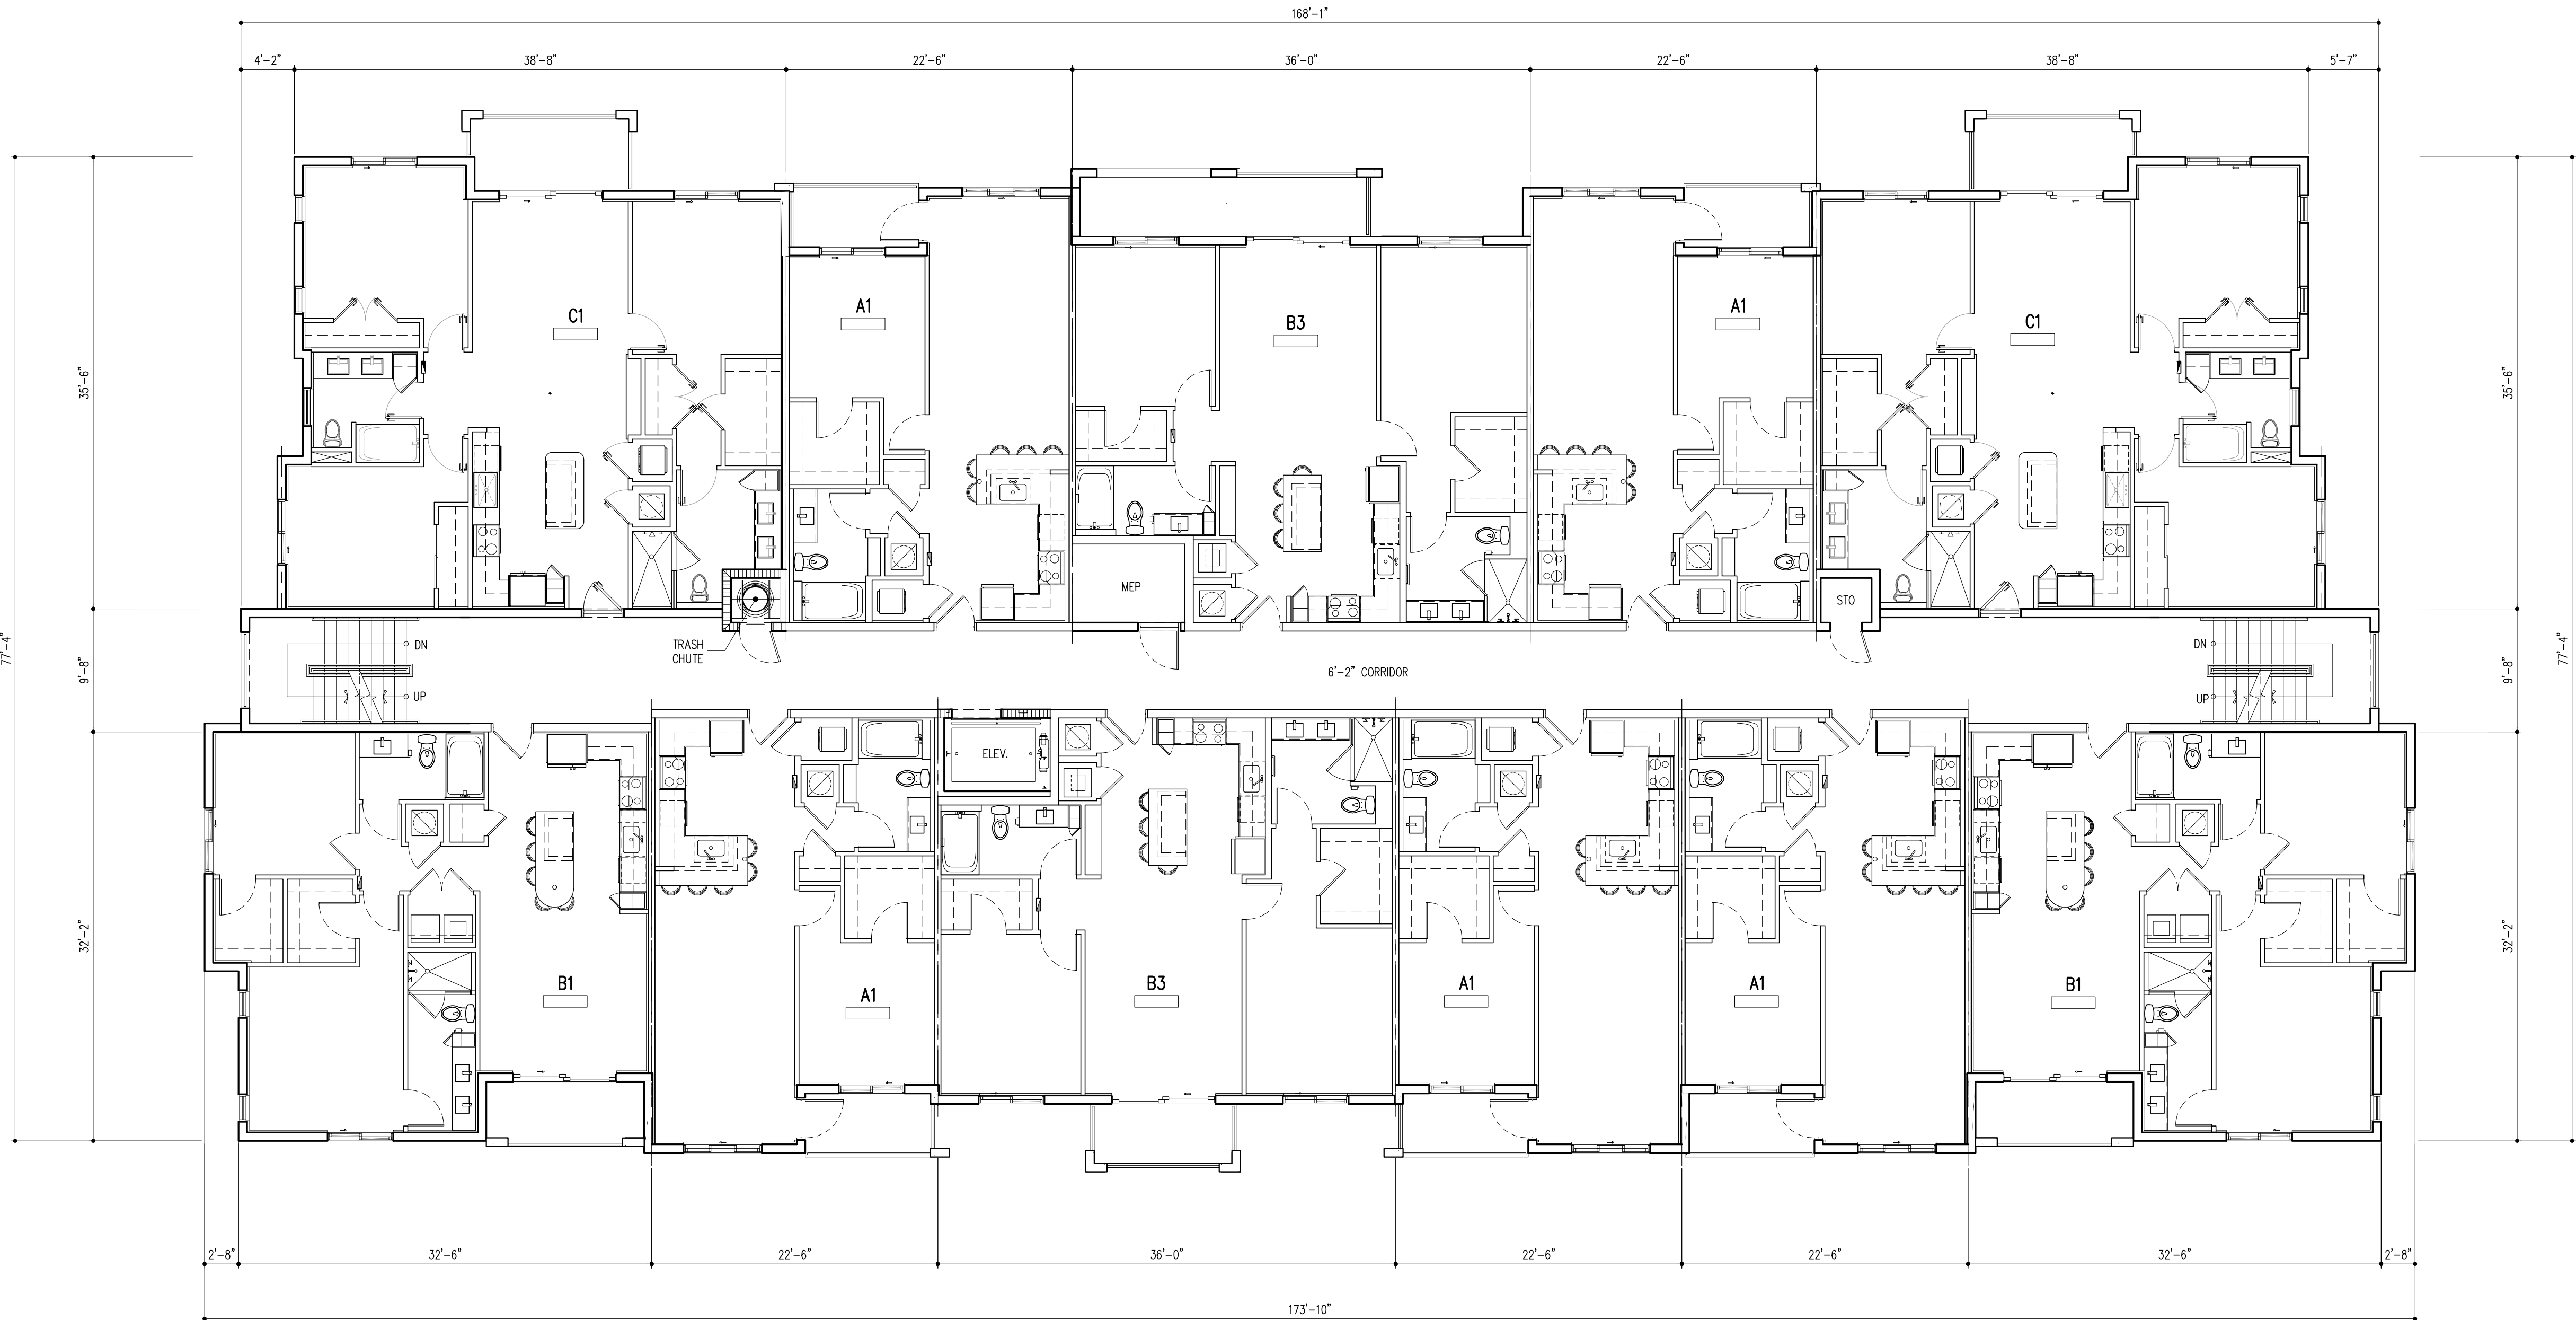 168'-1"
4'-2"
38'-8"
22'-6"
36'-0"
22'-6"
38'-8"
5'-7"
C1
A1
B3
A1
C1
35'-6"
35'-6"
MEP
STO
TRASH
CHUTE
6'-2" CORRIDOR
DN
UP
DN
UP
77'-4"
9'-8"
9'-8"
77'-4"
ELEV.
32'-2"
32'-2"
B1
A1
B3
A1
A1
B1
2'-8"
32'-6"
22'-6"
36'-0"
22'-6"
22'-6"
32'-6"
2'-8"
173'-10"